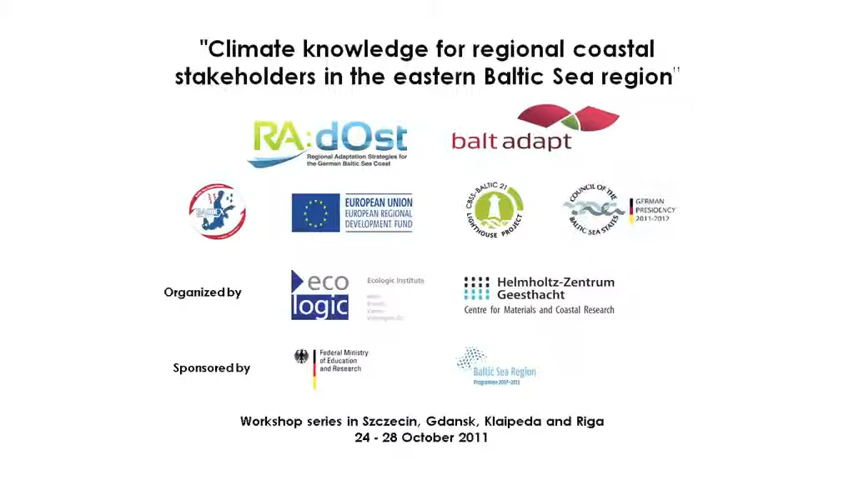 "Climate knowledge for regional coastal
stakeholders in the eastern Baltic Sea region"
RA:dOst
Regional Adaptation Strategies for
the German Baltic Sea Coast
balt adapt
EUROPEAN UNION
EUROPEAN REGIONAL
DEVELOPMENT FUND
CBSS-BALTIC 21
LIGHTHOUSE PROJECT
COUNCIL OF THE
BALTIC SEA STATES
GERMAN
PRESIDENCY
2011-2012
Organized by
eco
logic
Ecologic Institute
Helmholtz-Zentrum
Geesthacht
Centre for Materials and Coastal Research
Sponsored by
Federal Ministry
of Education
and Research
Baltic Sea Region
Programme 2007-2013
Workshop series in Szczecin, Gdansk, Klaipeda and Riga
24 - 28 October 2011